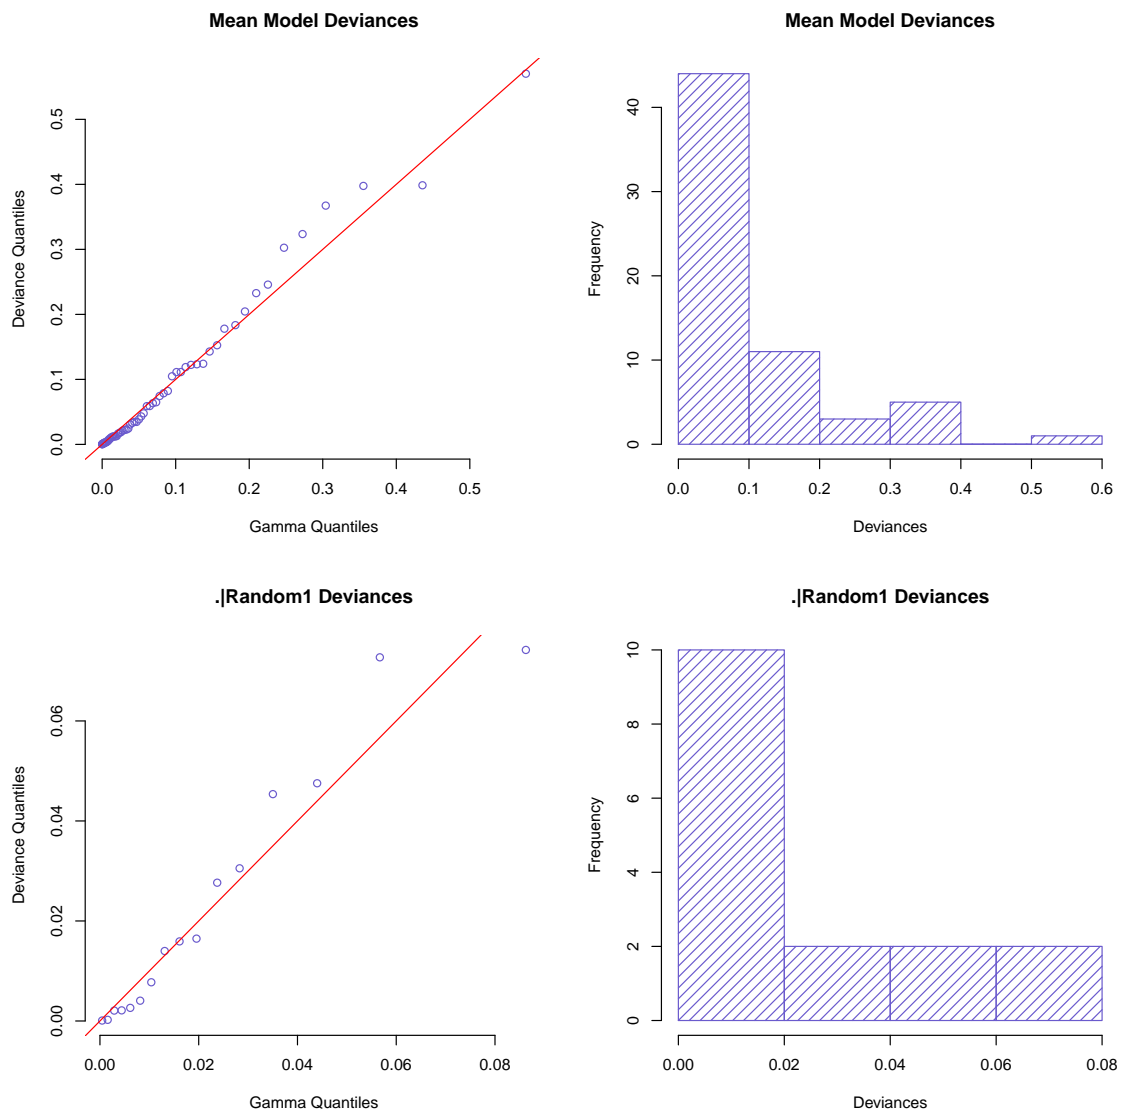 Mean Model Deviances
Deviance Quantiles
0.0 0.1 0.2 0.3 0.4 0.5
0.0 0.1 0.2 0.3 0.4 0.5
Gamma Quantiles
Mean Model Deviances
Frequency
0 10 20 30 40
0.0 0.1 0.2 0.3 0.4 0.5 0.6
Deviances
.|Random1 Deviances
Deviance Quantiles
0.00 0.02 0.04 0.06
0.00 0.02 0.04 0.06 0.08
Gamma Quantiles
.|Random1 Deviances
Frequency
0 2 4 6 8 10
0.00 0.02 0.04 0.06 0.08
Deviances